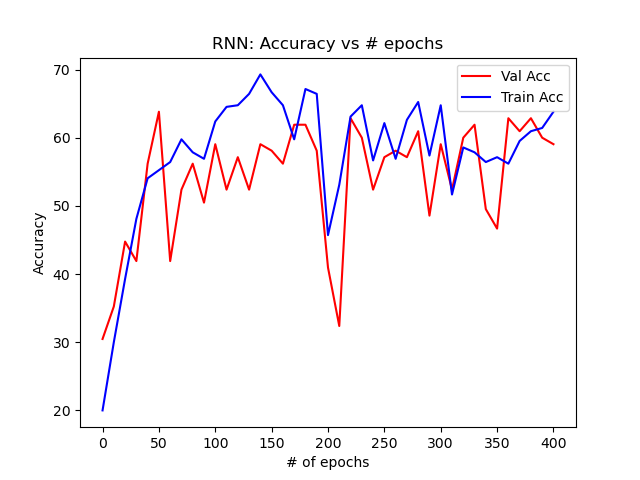 RNN: Accuracy vs # epochs
Val Acc
Train Acc
70
60
50
40
30
20
Accuracy
0 50 100 150 200 250 300 350 400
# of epochs